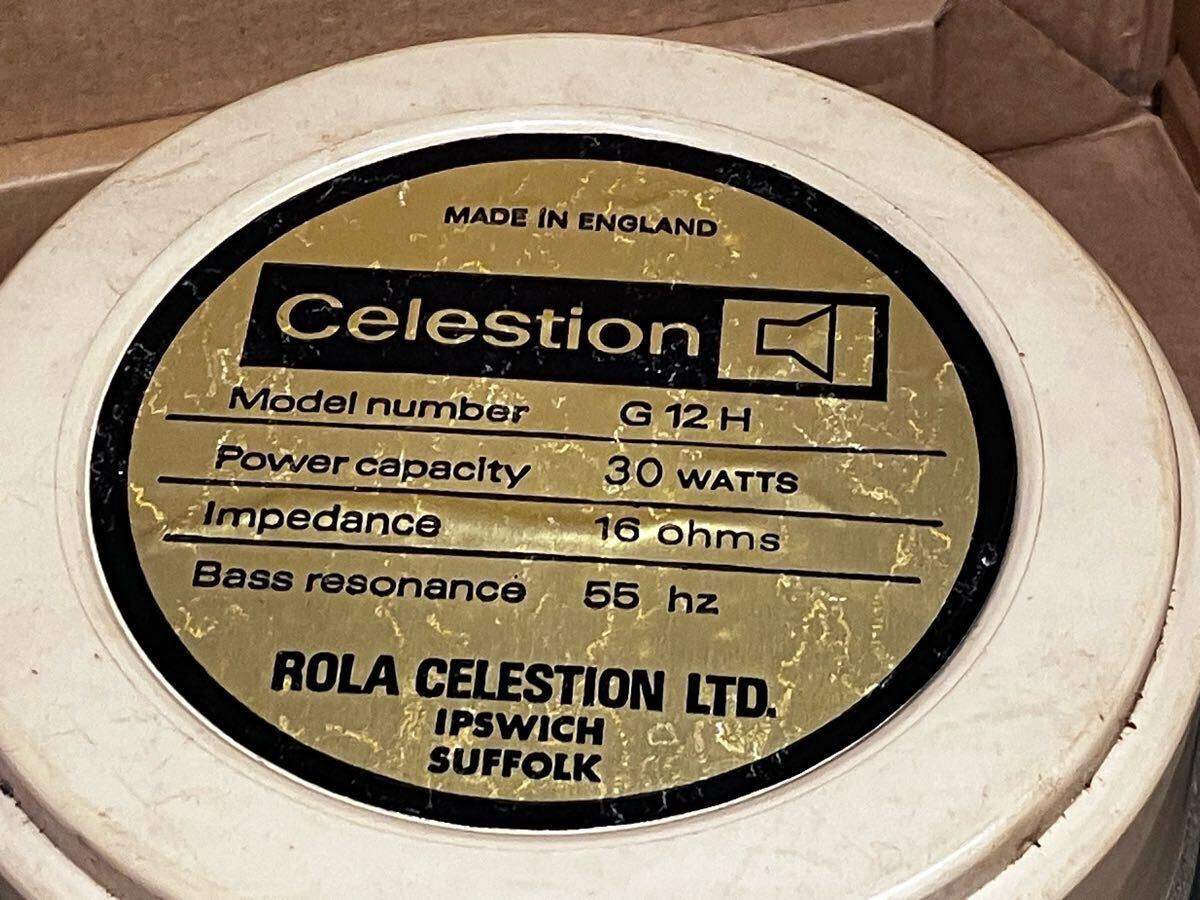 MADE IN ENGLAND
Celestion
Model number G 12 H
Power capacity 30 WATTS
Impedance 16 ohms
Bass resonance 55 hz
ROLA CELESTION LTD.
IPSWICH
SUFFOLK